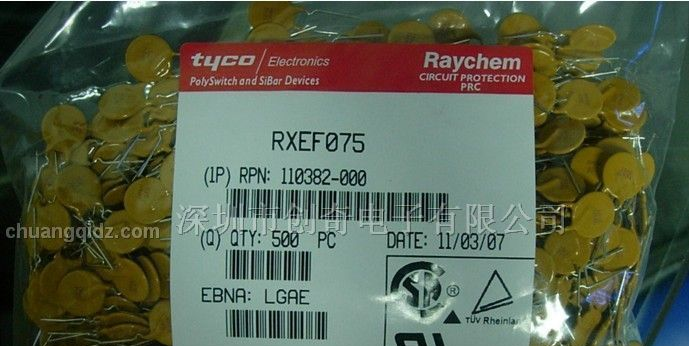 tyco / Electronics
PolySwitch and SiBar Devices
Raychem
CIRCUIT PROTECTION
PRC
RXEF075
(1P) RPN: 110382-000
深圳市创奇电子有限公司
chuangqidz.com
(Q) QTY: 500 PC
DATE: 11/03/07
EBNA: LGAE
TÜV Rheinland